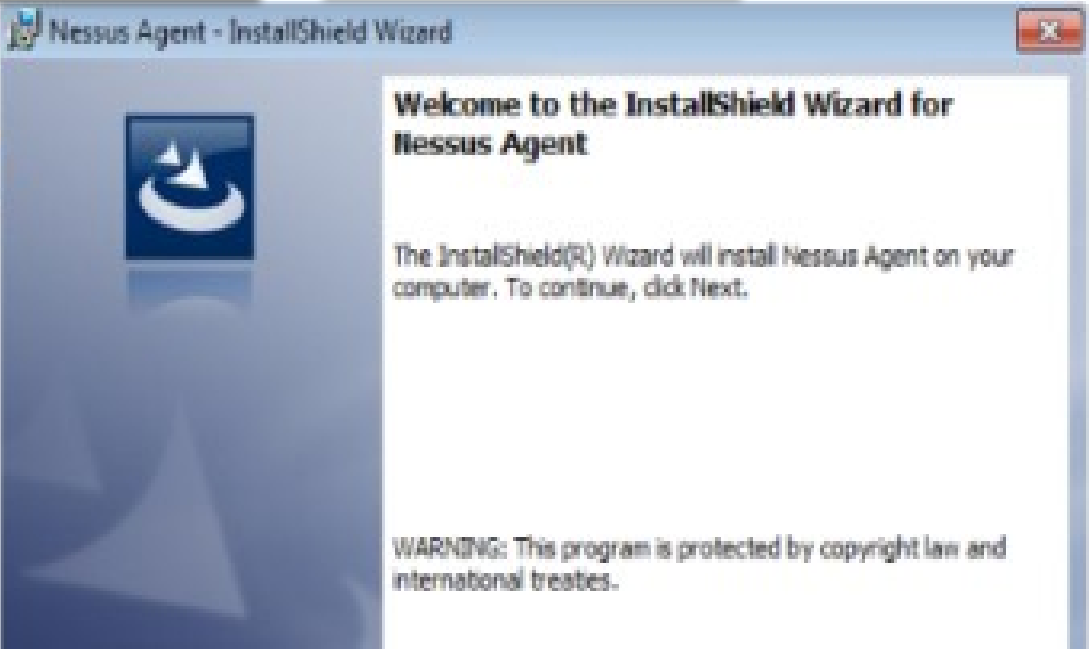 Nessus Agent - InstallShield Wizard
Welcome to the InstallShield Wizard for
Nessus Agent
The InstallShield(R) Wizard will install Nessus Agent on your
computer. To continue, click Next.
WARNING: This program is protected by copyright law and
international treaties.